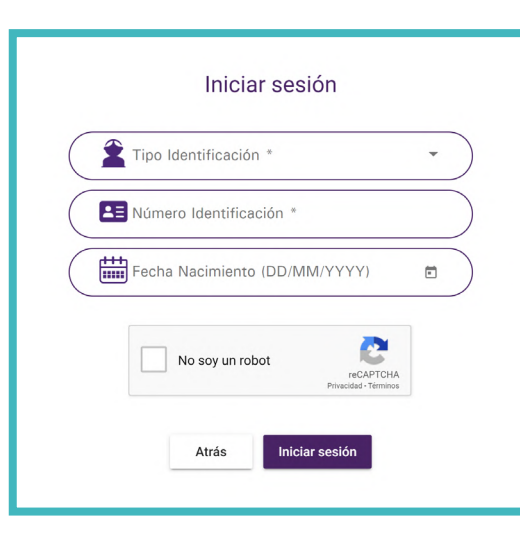 Iniciar sesión
Tipo Identificación *
Número Identificación *
Fecha Nacimiento (DD/MM/YYYY)
No soy un robot
reCAPTCHA
Privacidad - Términos
Atrás
Iniciar sesión